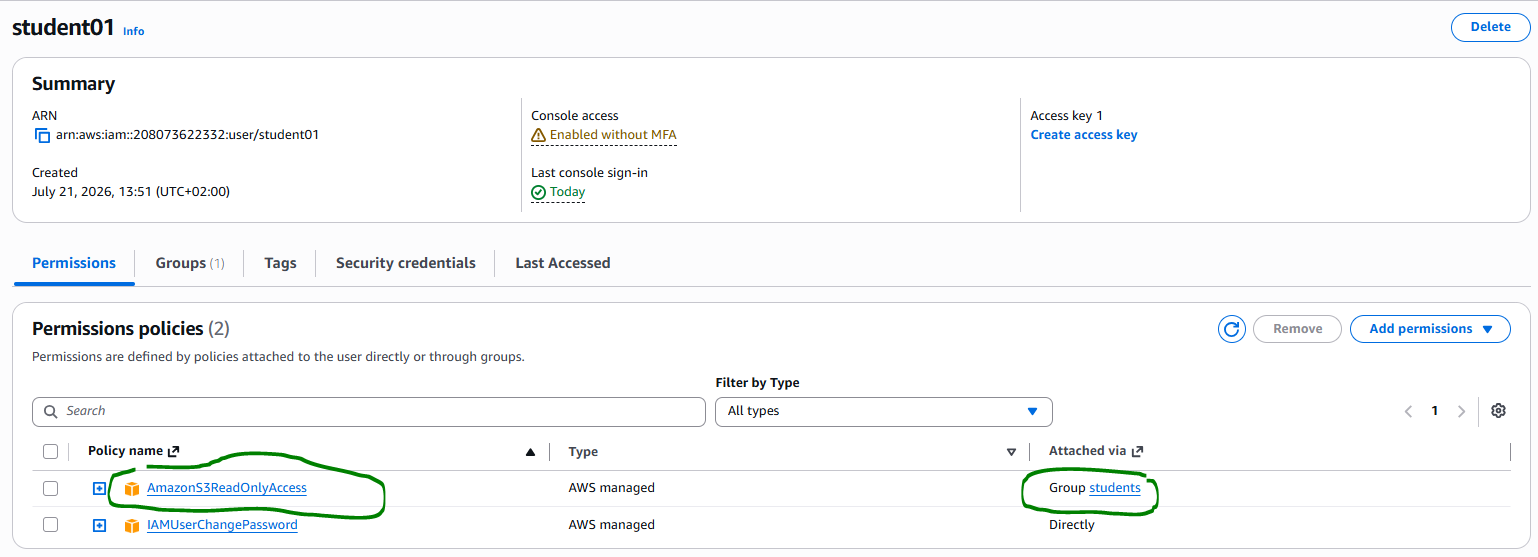 student01 Info
Delete
Summary
ARN
arn:aws:iam::208073622332:user/student01
Created
July 21, 2026, 13:51 (UTC+02:00)
Console access
Enabled without MFA
Last console sign-in
Today
Access key 1
Create access key
Permissions Groups (1) Tags Security credentials Last Accessed
Permissions policies (2)
Remove Add permissions
Permissions are defined by policies attached to the user directly or through groups.
Filter by Type
Search All types 1
Policy name Type Attached via
AmazonS3ReadOnlyAccess AWS managed Group students
IAMUserChangePassword AWS managed Directly